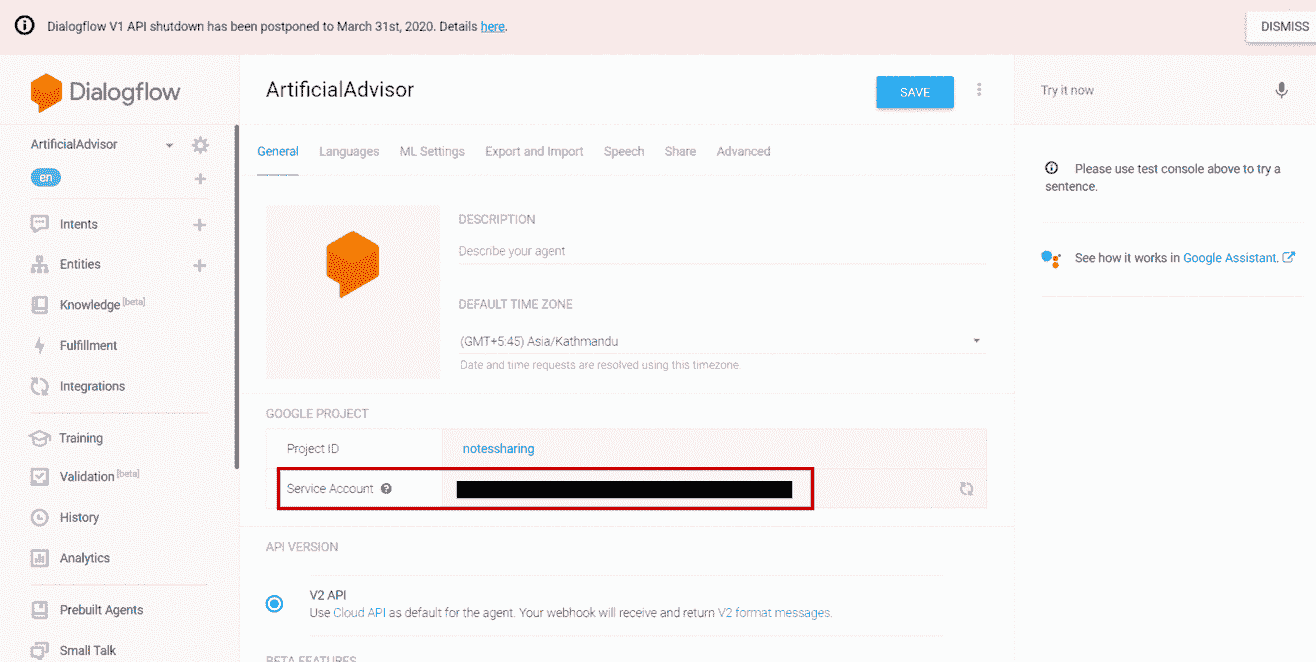 Dialogflow V1 API shutdown has been postponed to March 31st, 2020. Details here.
DISMISS
Dialogflow
ArtificialAdvisor
en
Intents
Entities
Knowledge [beta]
Fulfillment
Integrations
Training
Validation [beta]
History
Analytics
Prebuilt Agents
Small Talk
ArtificialAdvisor
SAVE
General Languages ML Settings Export and Import Speech Share Advanced
DESCRIPTION
Describe your agent
DEFAULT TIME ZONE
(GMT+5:45) Asia/Kathmandu
Date and time requests are resolved using this timezone
GOOGLE PROJECT
Project ID notessharing
Service Account ?
API VERSION
V2 API
Use Cloud API as default for the agent. Your webhook will receive and return V2 format messages.
BETA FEATURES
Try it now
Please use test console above to try a
sentence.
See how it works in Google Assistant.